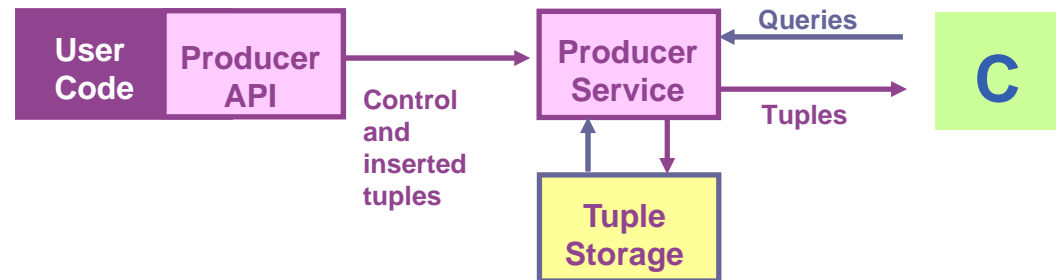 User
Code
Producer
API
Control
and
inserted
tuples
Producer
Service
Queries
Tuples
C
Tuple
Storage